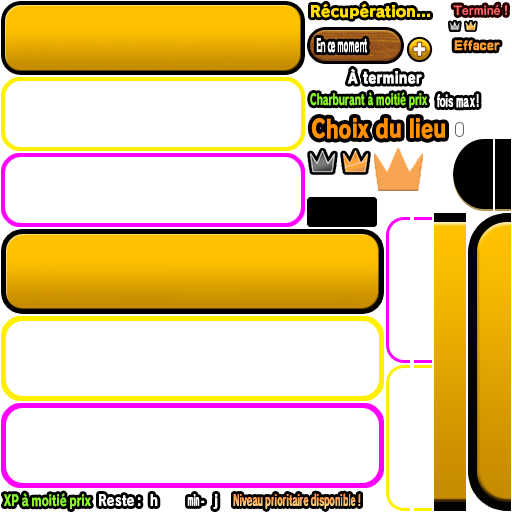 Récupération...
Terminé !
En ce moment
Effacer
À terminer
Charburant à moitié prix
fois max!
Choix du lieu
XP à moitié prix
Reste : h
min - j
Niveau prioritaire disponible !